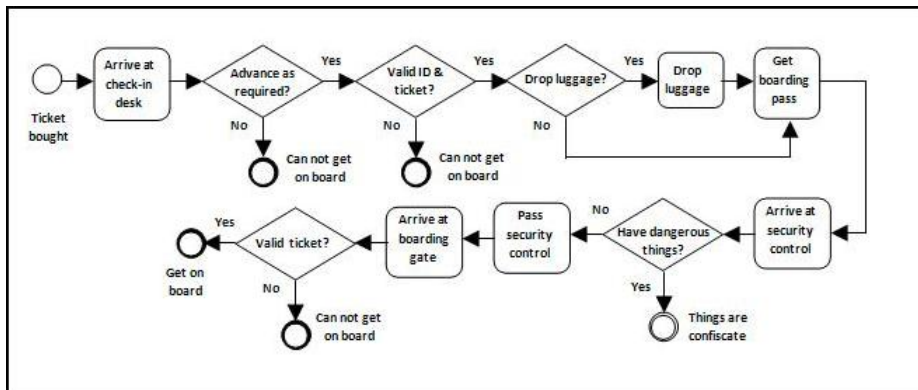 Ticket
bought
Arrive at
check-in
desk
Advance as
required?
Yes
No
Can not get
on board
Valid ID &
ticket?
Yes
No
Can not get
on board
Drop luggage?
Yes
No
Drop
luggage
Get
boarding
pass
Arrive at
security
control
Have dangerous
things?
No
Yes
Things are
confiscate
Pass
security
control
Arrive at
boarding
gate
Valid ticket?
Yes
Get on
board
No
Can not get
on board